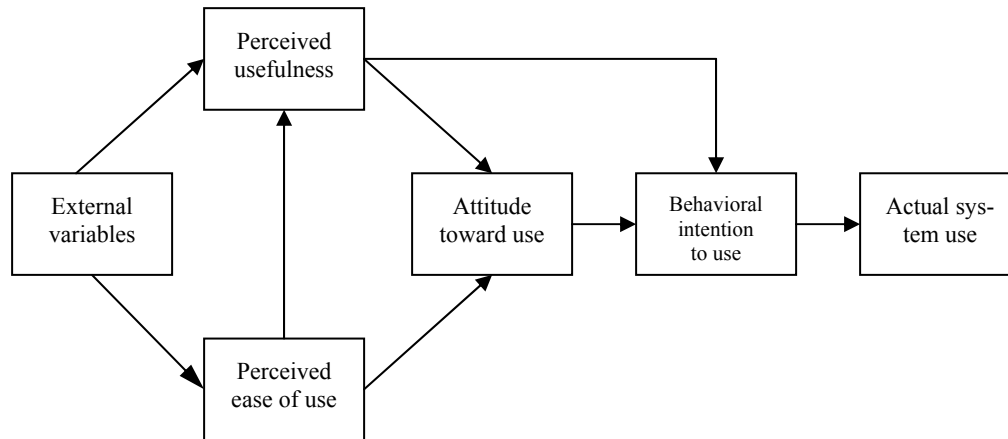 Perceived
usefulness
External
variables
Attitude
toward use
Behavioral
intention
to use
Actual sys-
tem use
Perceived
ease of use